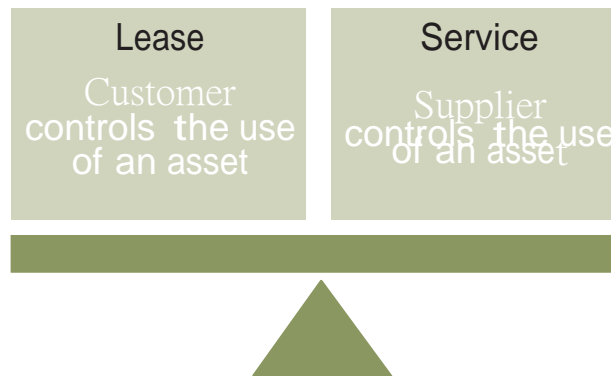 Lease
Customer
controls the use
of an asset
Service
Supplier
controls the use
of an asset